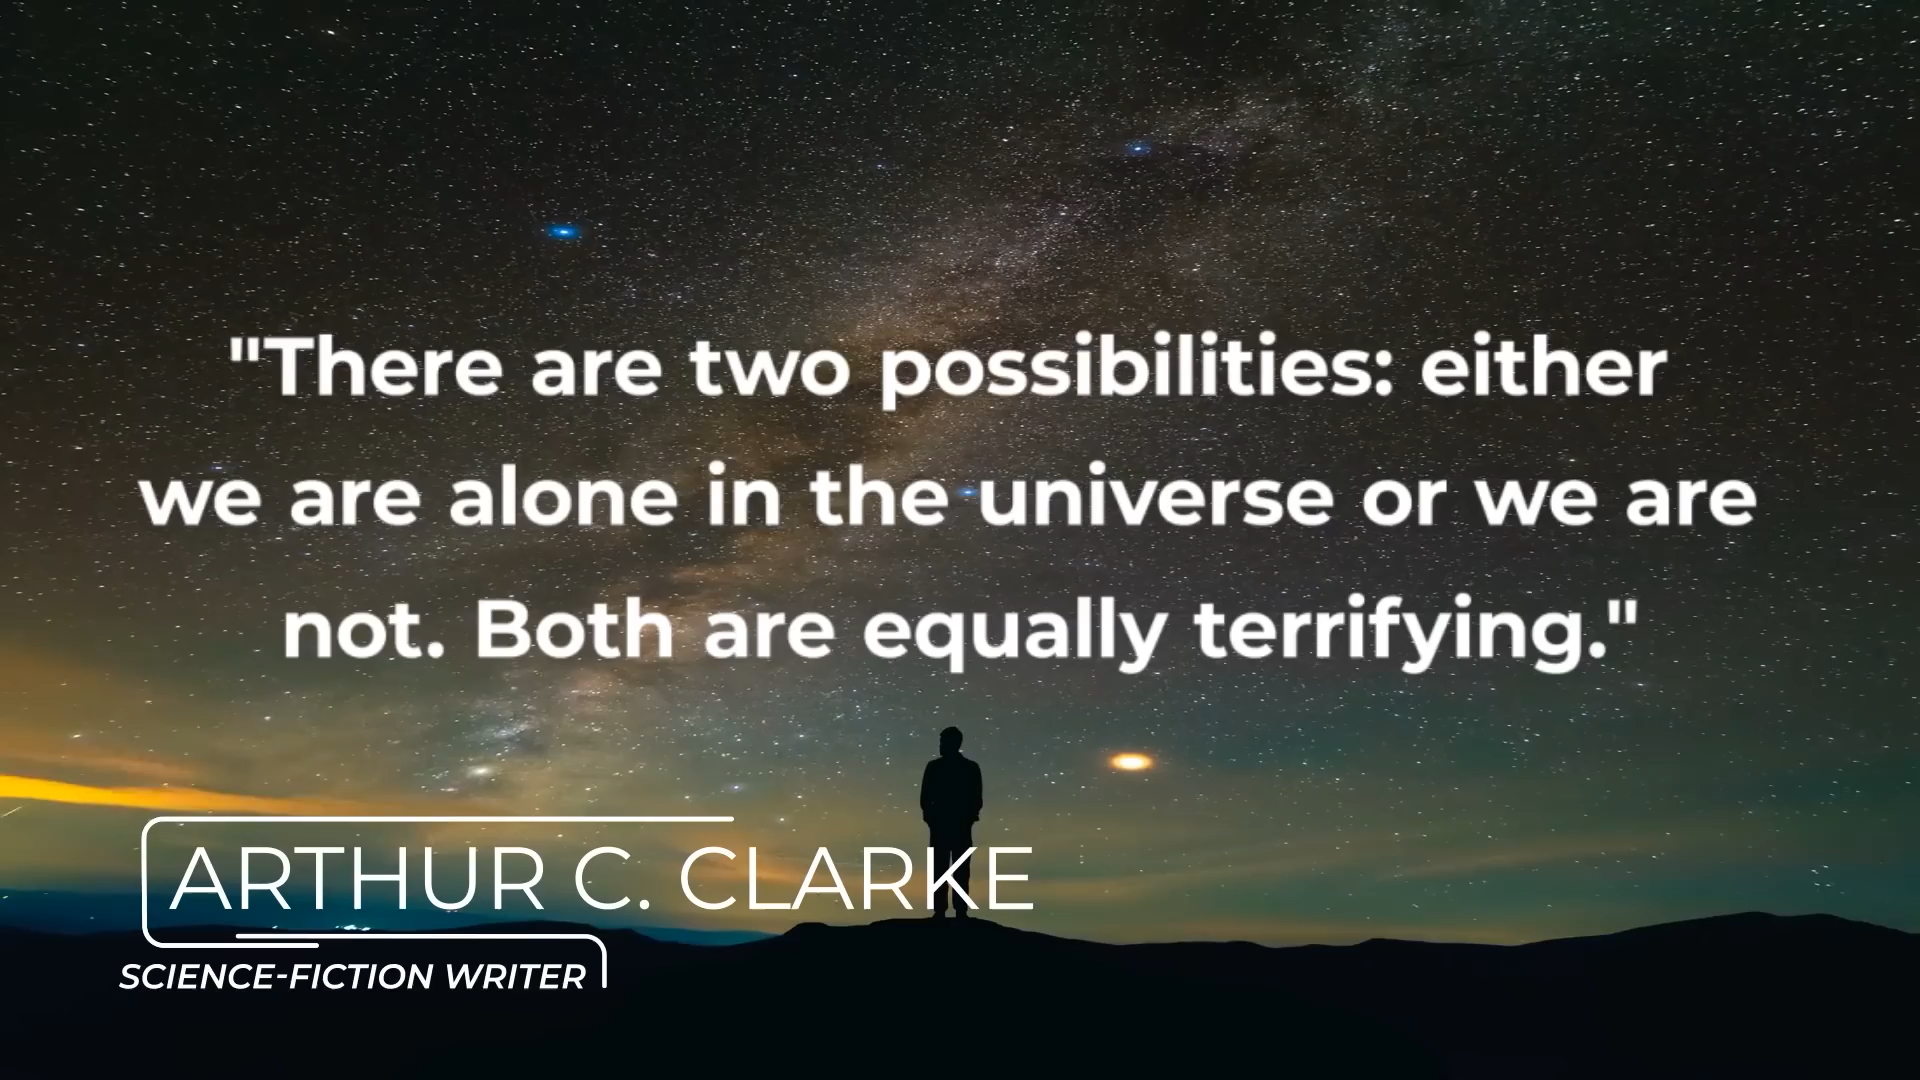 "There are two possibilities: either
we are alone in the universe or we are
not. Both are equally terrifying."
ARTHUR C. CLARKE
SCIENCE-FICTION WRITER